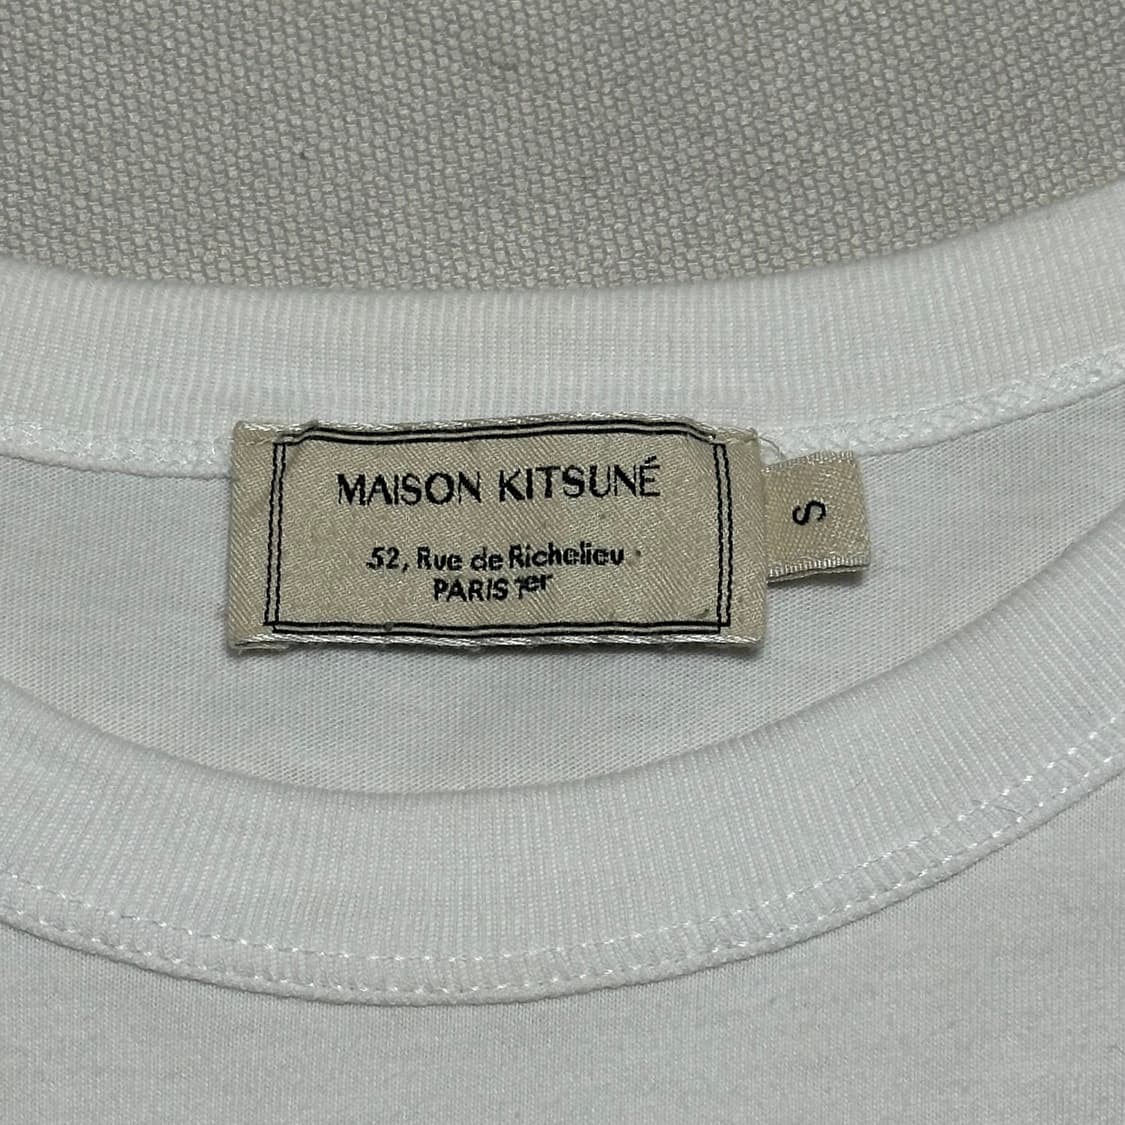 MAISON KITSUNÉ
52, Rue de Richelieu
PARIS 1er
S